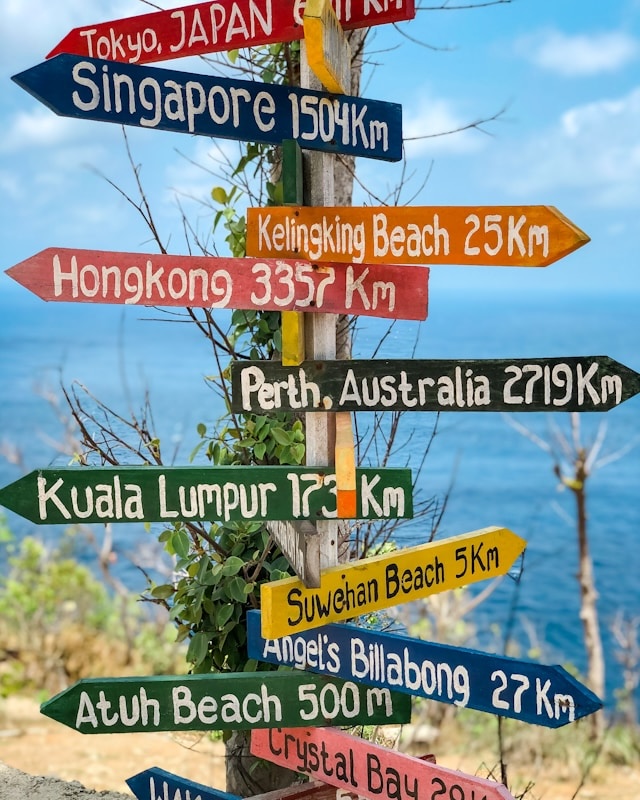 Tokyo, JAPAN Km
Singapore 1504Km
Kelingking Beach 25Km
Hongkong 3357 Km
Perth, Australia 2719Km
Kuala Lumpur Km
Suwehan Beach 5Km
Angel's Billabong 27Km
Atuh Beach 500m
Crystal Bay